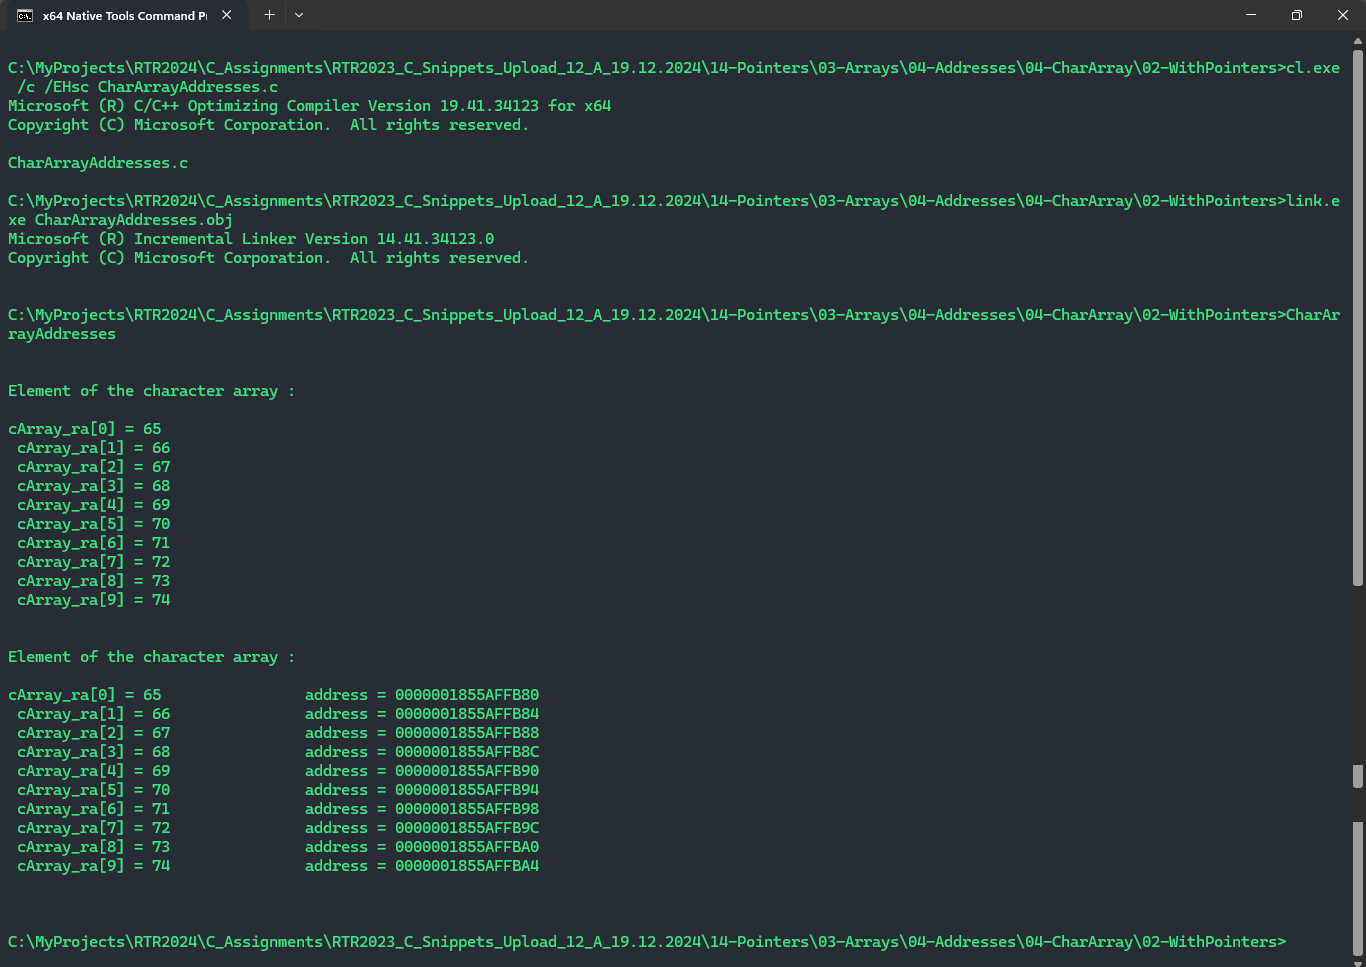 x64 Native Tools Command P
C:\MyProjects\RTR2024\C_Assignments\RTR2023_C_Snippets_Upload_12_A_19.12.2024\14-Pointers\03-Arrays\04-Addresses\04-CharArray\02-WithPointers>cl.exe
/c /EHsc CharArrayAddresses.c
Microsoft (R) C/C++ Optimizing Compiler Version 19.41.34123 for x64
Copyright (C) Microsoft Corporation.  All rights reserved.
CharArrayAddresses.c
C:\MyProjects\RTR2024\C_Assignments\RTR2023_C_Snippets_Upload_12_A_19.12.2024\14-Pointers\03-Arrays\04-Addresses\04-CharArray\02-WithPointers>link.e
xe CharArrayAddresses.obj
Microsoft (R) Incremental Linker Version 14.41.34123.0
Copyright (C) Microsoft Corporation.  All rights reserved.
C:\MyProjects\RTR2024\C_Assignments\RTR2023_C_Snippets_Upload_12_A_19.12.2024\14-Pointers\03-Arrays\04-Addresses\04-CharArray\02-WithPointers>CharAr
rayAddresses
Element of the character array :
cArray_ra[0] = 65
cArray_ra[1] = 66
cArray_ra[2] = 67
cArray_ra[3] = 68
cArray_ra[4] = 69
cArray_ra[5] = 70
cArray_ra[6] = 71
cArray_ra[7] = 72
cArray_ra[8] = 73
cArray_ra[9] = 74
Element of the character array :
cArray_ra[0] = 65                address = 0000001855AFFB80
cArray_ra[1] = 66               address = 0000001855AFFB84
cArray_ra[2] = 67               address = 0000001855AFFB88
cArray_ra[3] = 68               address = 0000001855AFFB8C
cArray_ra[4] = 69               address = 0000001855AFFB90
cArray_ra[5] = 70               address = 0000001855AFFB94
cArray_ra[6] = 71               address = 0000001855AFFB98
cArray_ra[7] = 72               address = 0000001855AFFB9C
cArray_ra[8] = 73               address = 0000001855AFFBA0
cArray_ra[9] = 74               address = 0000001855AFFBA4
C:\MyProjects\RTR2024\C_Assignments\RTR2023_C_Snippets_Upload_12_A_19.12.2024\14-Pointers\03-Arrays\04-Addresses\04-CharArray\02-WithPointers>